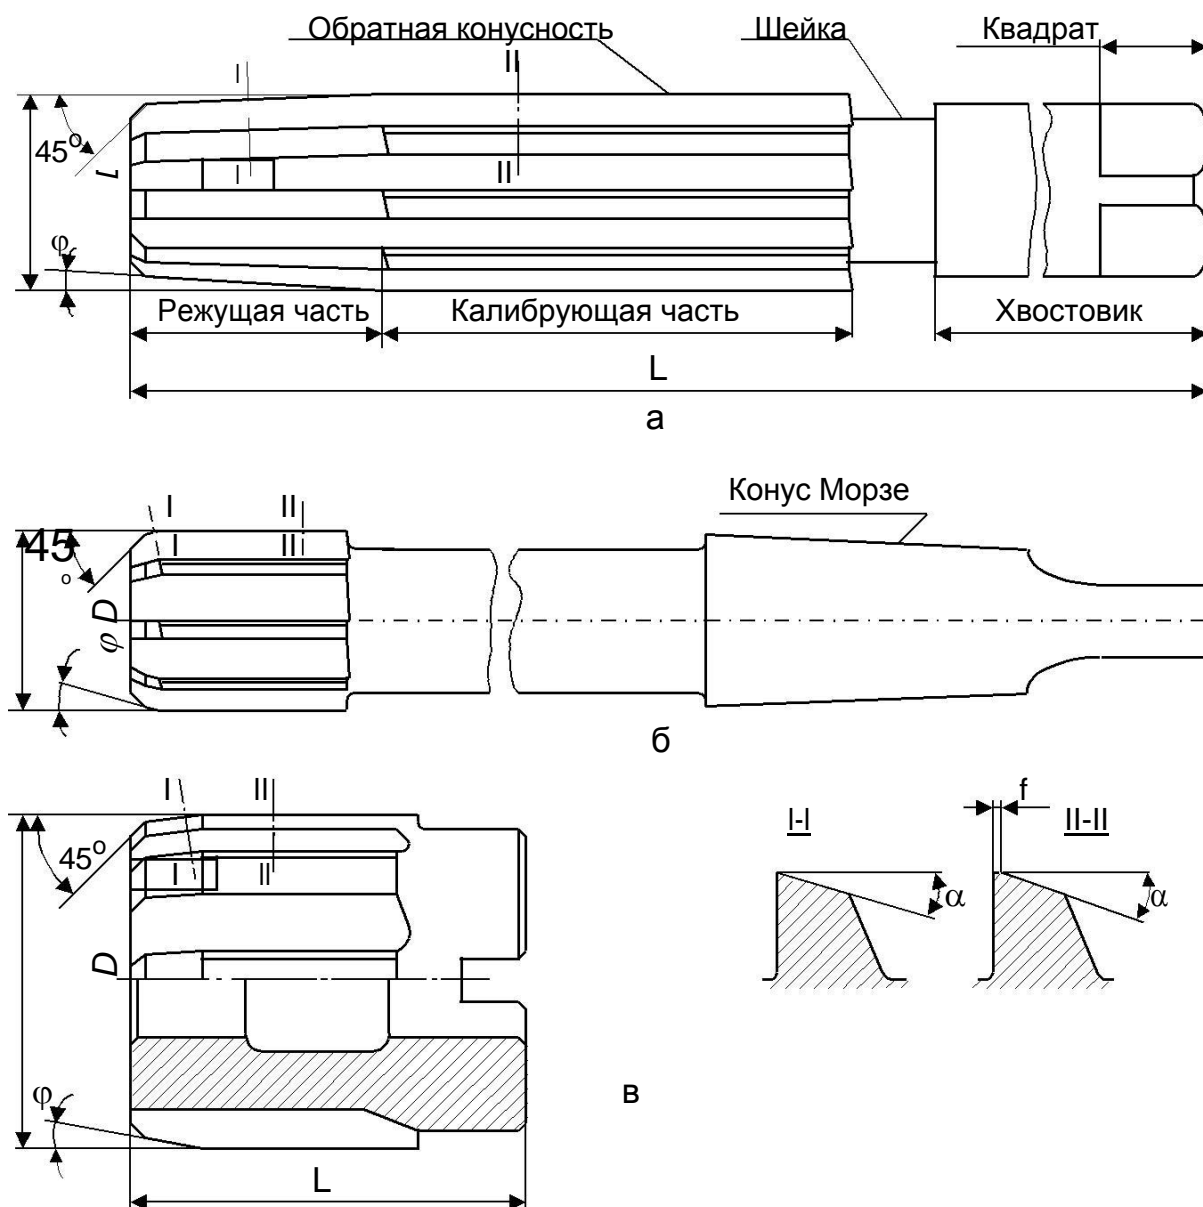 Обратная конусность
Шейка
Квадрат
I
II
45°
L
I
II
φ
Режущая часть
Калибрующая часть
Хвостовик
L
а
Конус Морзе
I
II
45°
I
II
D
φ
б
I
II
f
I-I
II-II
45°
I
II
α
α
D
φ
в
L